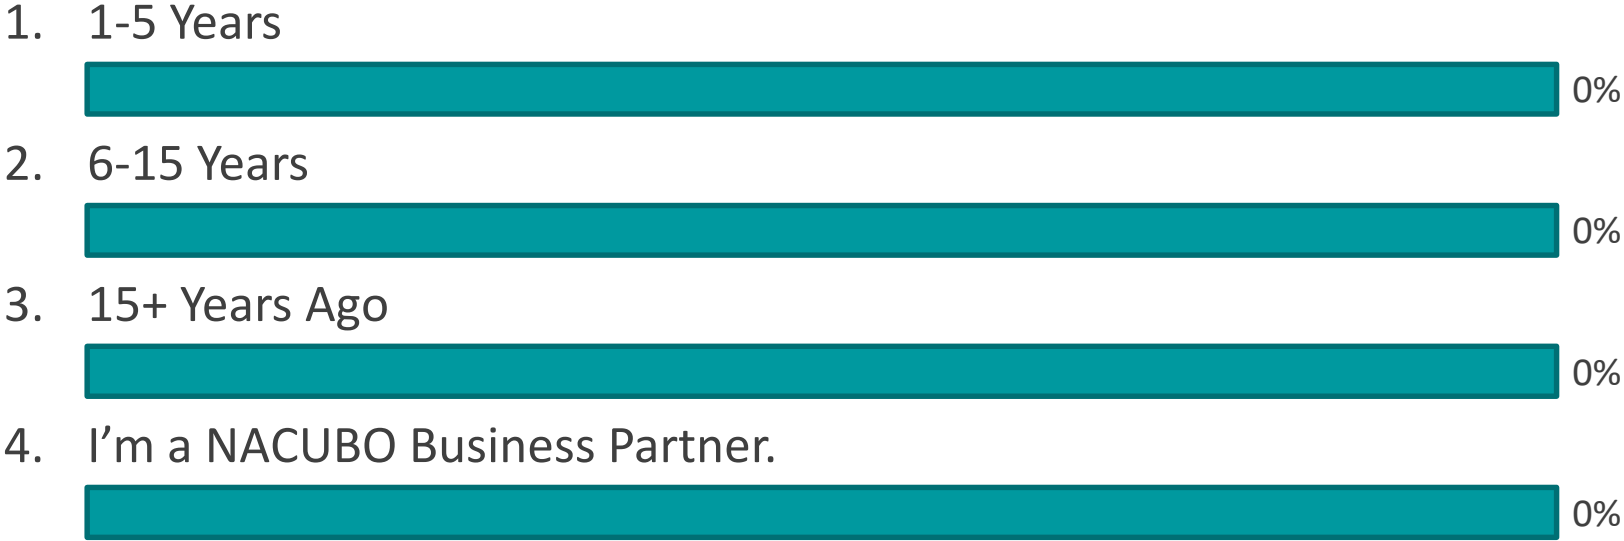 1. 1-5 Years
0%
2. 6-15 Years
0%
3. 15+ Years Ago
0%
4. I’m a NACUBO Business Partner.
0%